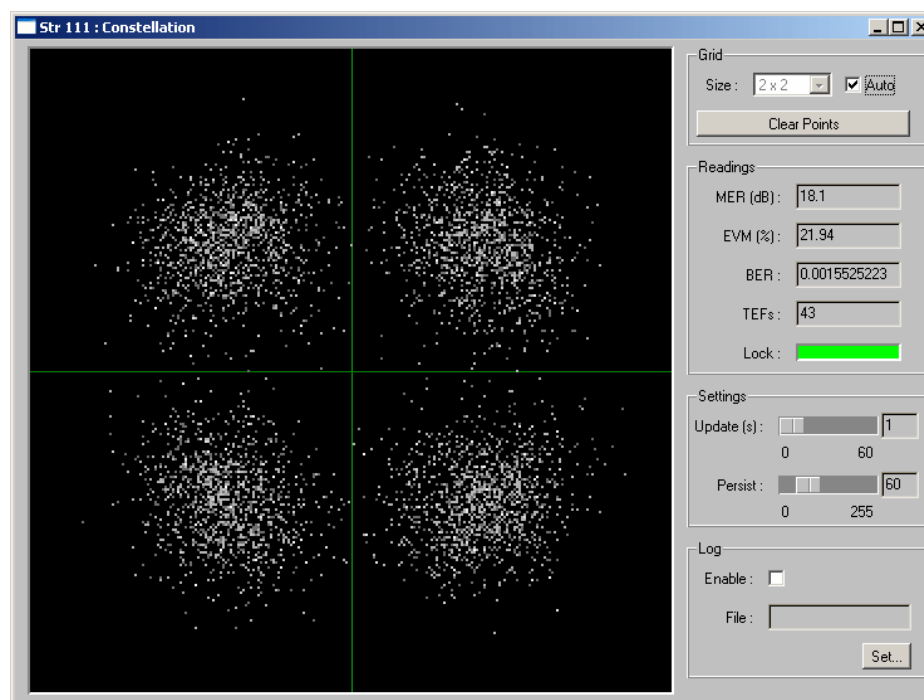 Str 111 : Constellation
Grid
Size : 2 x 2 Auto
Clear Points
Readings
MER (dB) : 18.1
EVM (%) : 21.94
BER : 0.0015525223
TEFs : 43
Lock :
Settings
Update (s) : 1
0 60
Persist : 60
0 255
Log
Enable :
File :
Set...